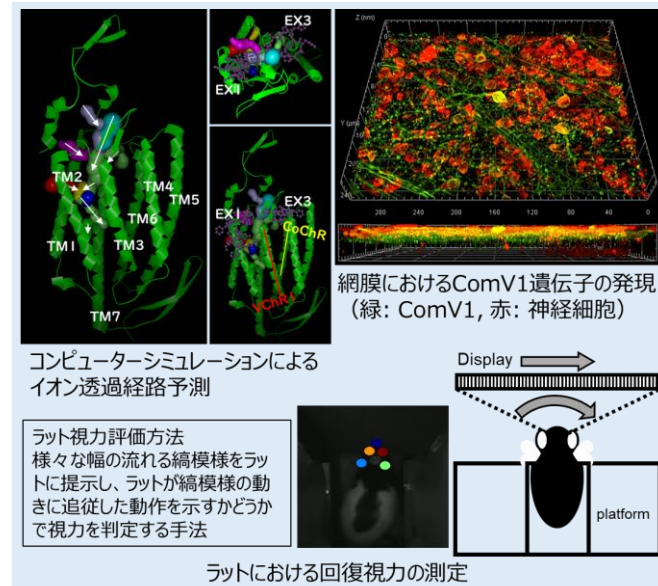 EX3
EX1
TM2
TM4
TM5
TM6
TM1
TM3
TM7
EX1
EX3
CoChR
VChR1
Z (nm)
280
240
200
160
120
80
40
0
コンピューターシミュレーションによる
イオン透過経路予測
網膜におけるComV1遺伝子の発現
(緑: ComV1, 赤: 神経細胞)
ラット視力評価方法
様々な幅の流れる縞模様をラッ
トに提示し、ラットが縞模様の動
きに追従した動作を示すかどうか
で視力を判定する手法
Display
platform
ラットにおける回復視力の測定